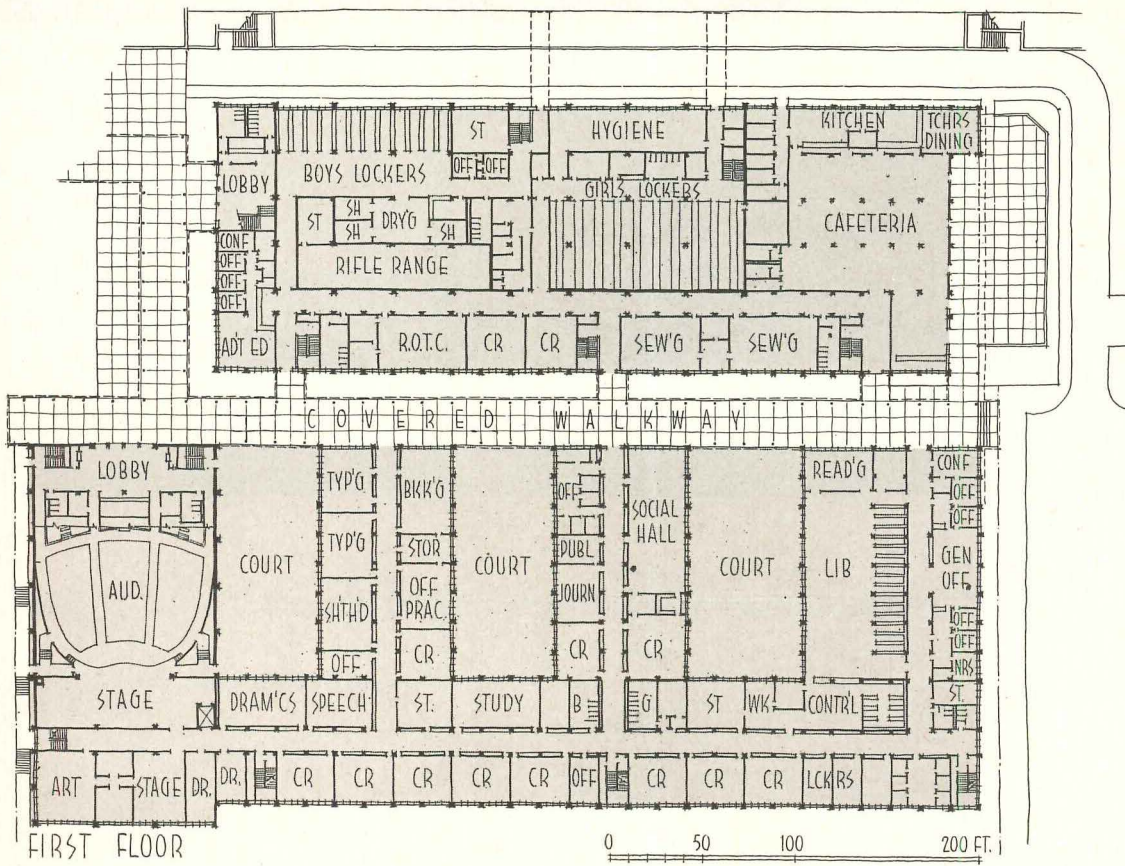 ST
HYGIENE
KITCHEN
TCHRS
DINING
OFF
OFF
BOYS LOCKERS
LOBBY
GIRLS LOCKERS
ST
SH
SH
DRY'G
SH
CAFETERIA
CONF
OFF
OFF
OFF
RIFLE RANGE
AD'T ED
R.O.T.C.
CR
CR
SEW'G
SEW'G
COVERED WALKWAY
LOBBY
TYP'G
BKK'G
OFF
SOCIAL
HALL
READ'G
CONF
OFF
OFF
TYP'G
STOR
PUBL
COURT
COURT
COURT
LIB
GEN
OFF
AUD.
OFF
PRAC.
JOURN
SH'TH'D
OFF
OFF
CR
CR
CR
OFF
NRS
STAGE
DRAM'CS
SPEECH
ST.
STUDY
B
G
ST
WK
CONT'R'L
ST.
ART
STAGE
DR.
DR.
CR
CR
CR
CR
CR
OFF
CR
CR
CR
LCKRS
FIRST FLOOR
0 50 100 200 FT.